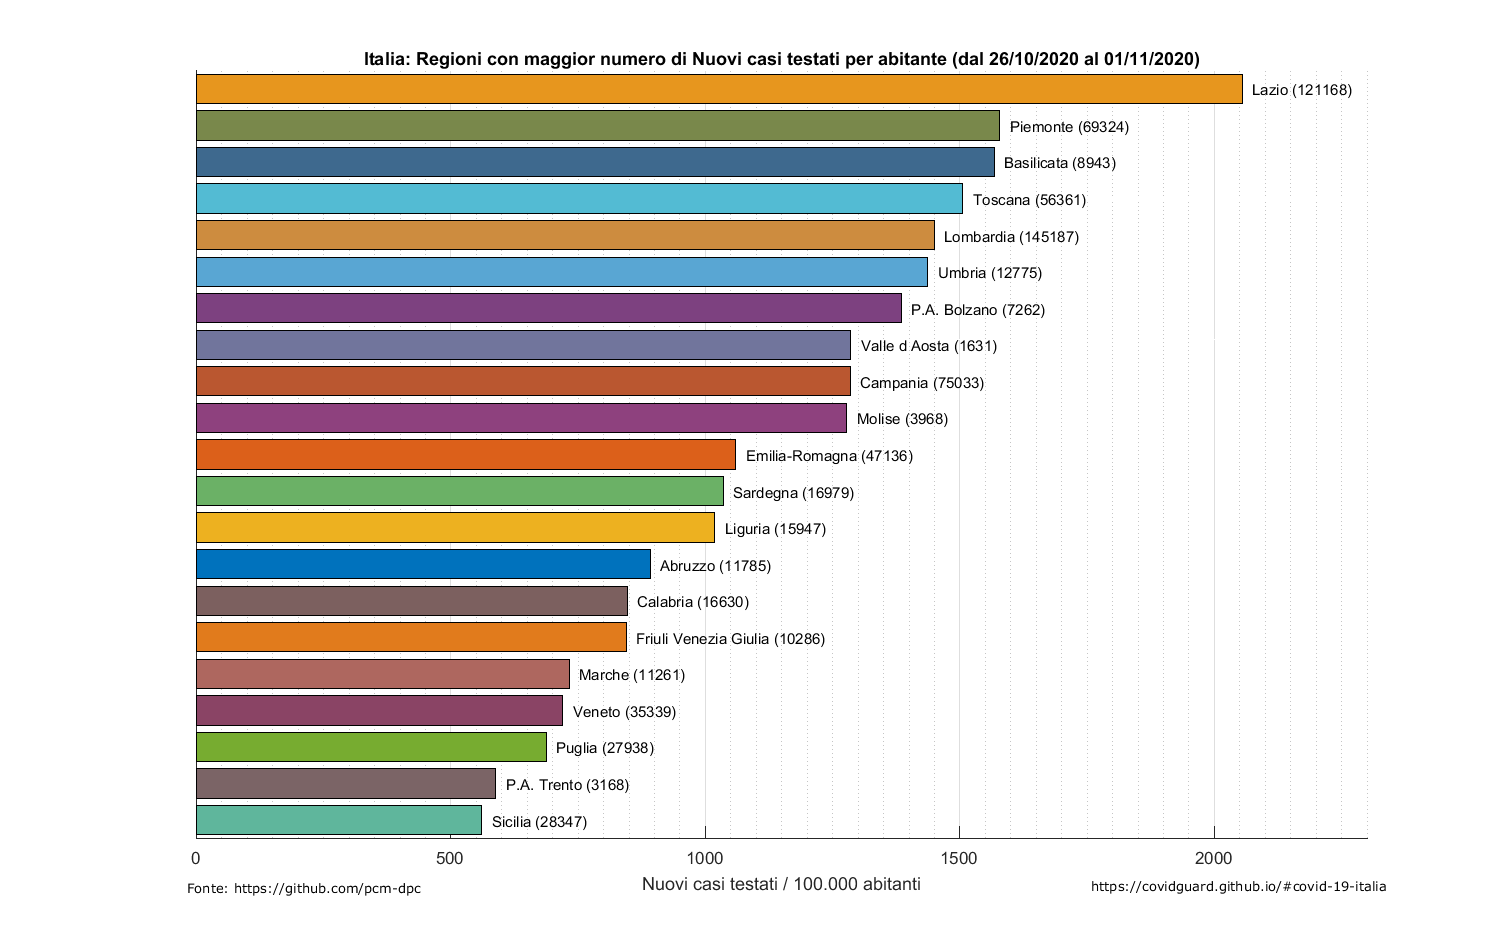 Italia: Regioni con maggior numero di Nuovi casi testati per abitante (dal 26/10/2020 al 01/11/2020)
Lazio (121168)
Piemonte (69324)
Basilicata (8943)
Toscana (56361)
Lombardia (145187)
Umbria (12775)
P.A. Bolzano (7262)
Valle d Aosta (1631)
Campania (75033)
Molise (3968)
Emilia-Romagna (47136)
Sardegna (16979)
Liguria (15947)
Abruzzo (11785)
Calabria (16630)
Friuli Venezia Giulia (10286)
Marche (11261)
Veneto (35339)
Puglia (27938)
P.A. Trento (3168)
Sicilia (28347)
0 500 1000 1500 2000
Nuovi casi testati / 100.000 abitanti
Fonte: https://github.com/pcm-dpc
https://covidguard.github.io/#covid-19-italia